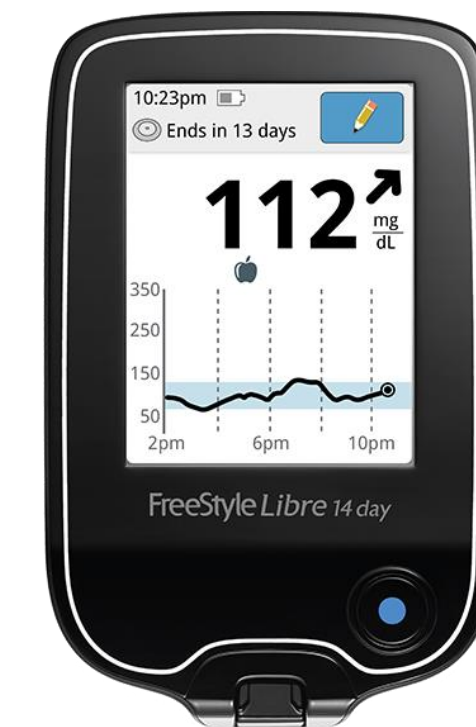 10:23pm
Ends in 13 days
112 mg/dL
350
250
150
50
2pm 6pm 10pm
FreeStyle Libre 14 day